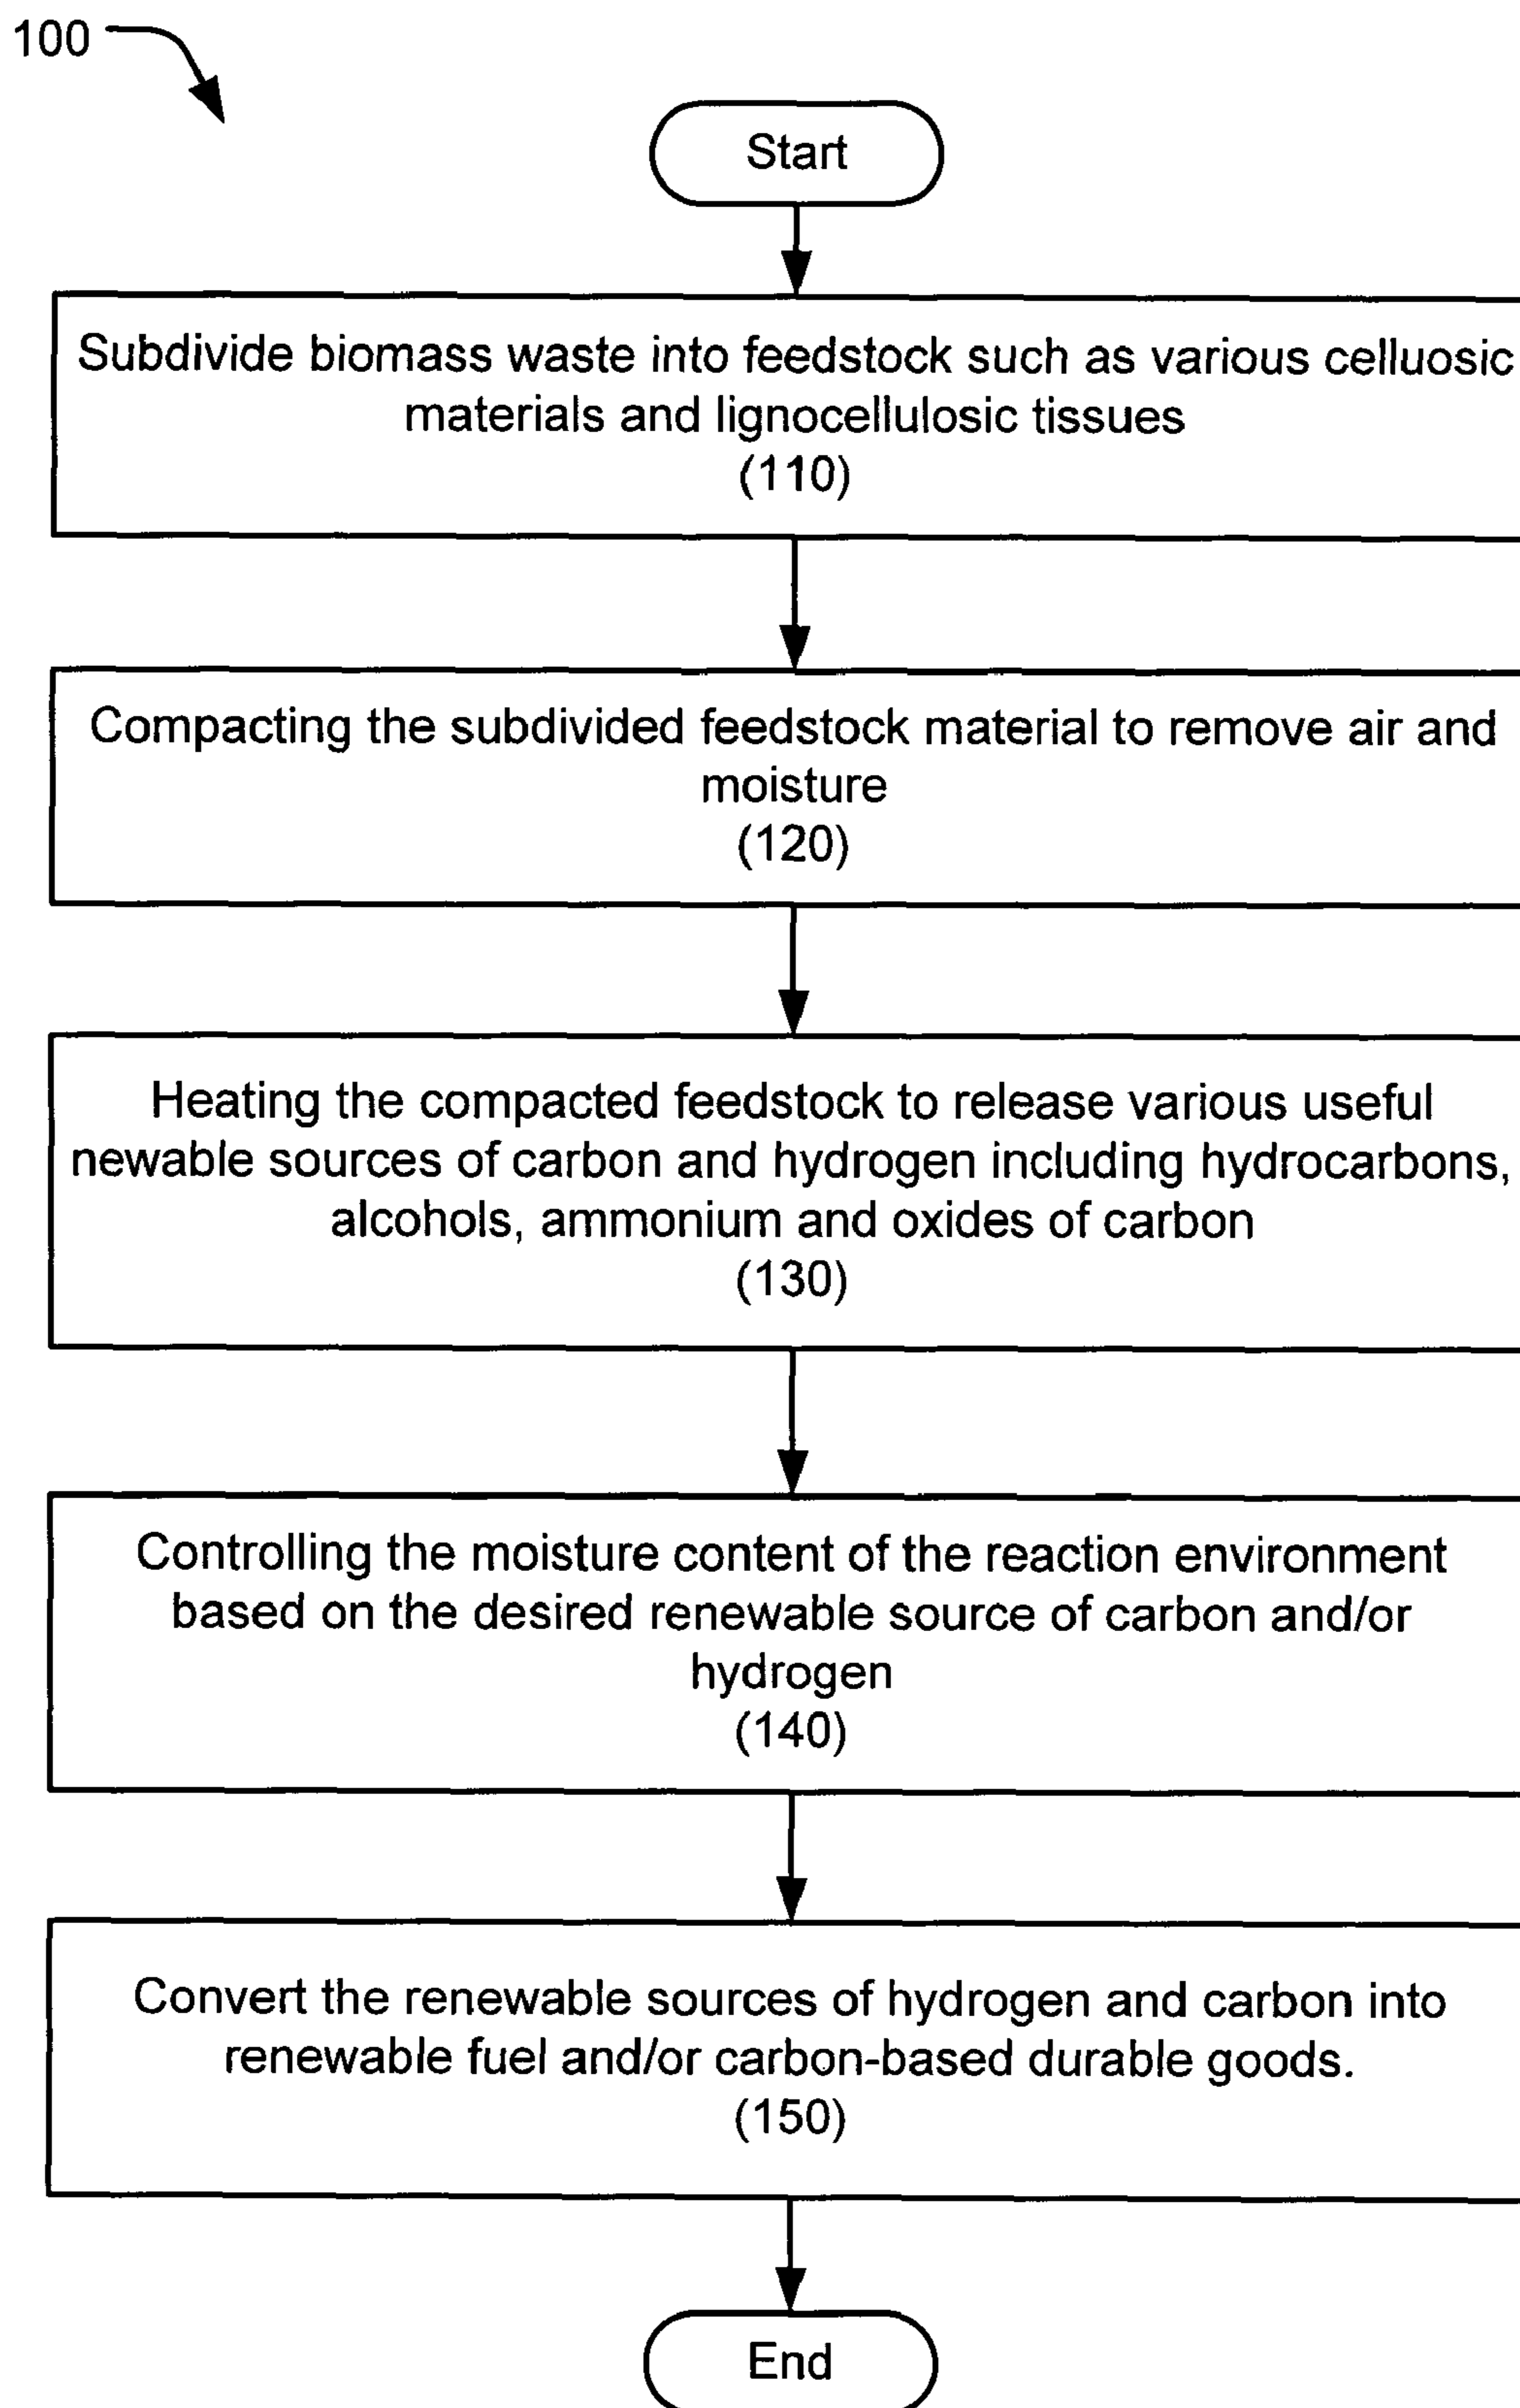 100
Start
Subdivide biomass waste into feedstock such as various celluosic
materials and lignocellulosic tissues
(110)
Compacting the subdivided feedstock material to remove air and
moisture
(120)
Heating the compacted feedstock to release various useful
newable sources of carbon and hydrogen including hydrocarbons,
alcohols, ammonium and oxides of carbon
(130)
Controlling the moisture content of the reaction environment
based on the desired renewable source of carbon and/or
hydrogen
(140)
Convert the renewable sources of hydrogen and carbon into
renewable fuel and/or carbon-based durable goods.
(150)
End